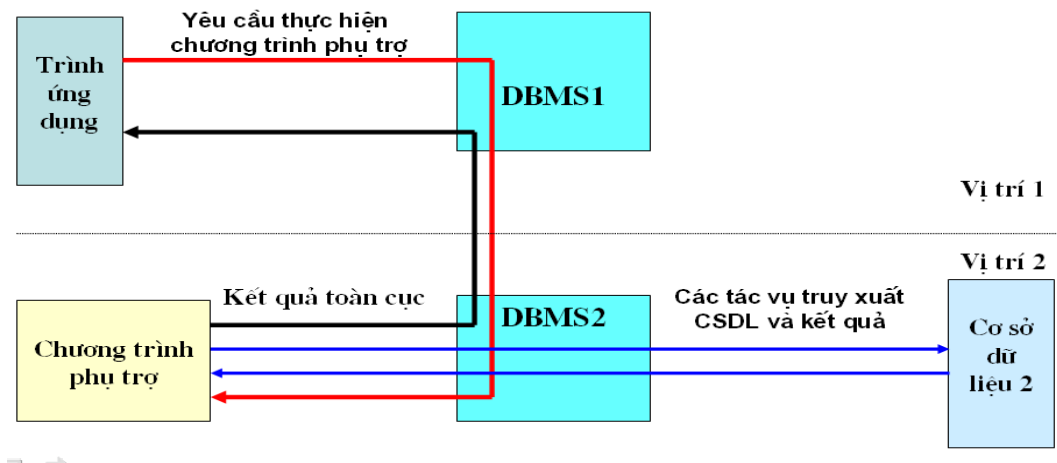 Yêu cầu thực hiện
chương trình phụ trợ
Trình
ứng
dụng
DBMS1
Vị trí 1
Vị trí 2
Kết quả toàn cục
DBMS2
Các tác vụ truy xuất
CSDL và kết quả
Chương trình
phụ trợ
Cơ sở
dữ
liệu 2